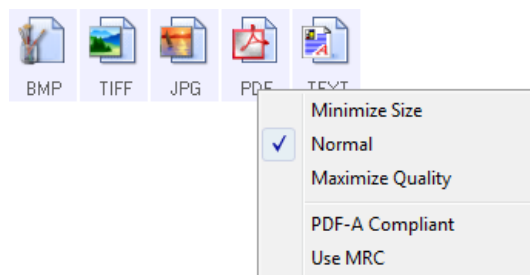 BMP TIFF JPG PDF TEXT
Minimize Size
Normal
Maximize Quality
PDF-A Compliant
Use MRC